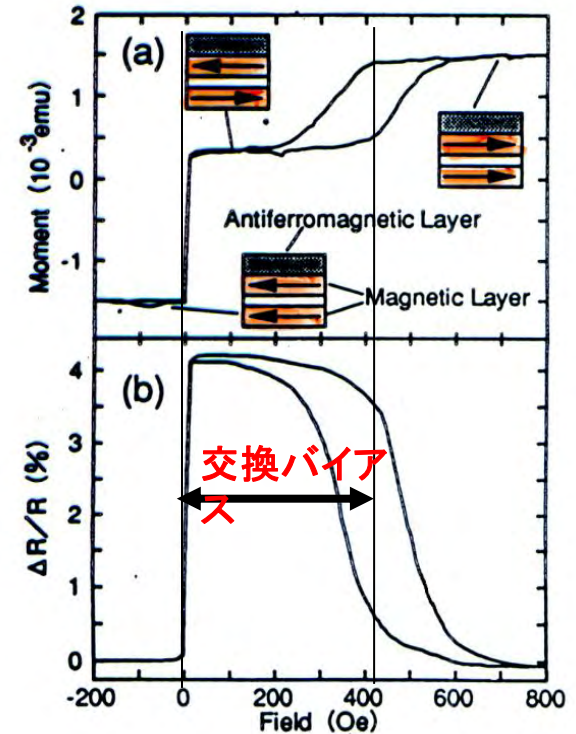 2
(a)
1
0
-1
Moment (10⁻³emu)
Antiferromagnetic Layer
Magnetic Layer
(b)
4
3
2
1
0
ΔR/R (%)
交換バイア
ス
-200 0 200 400 600 800
Field (Oe)